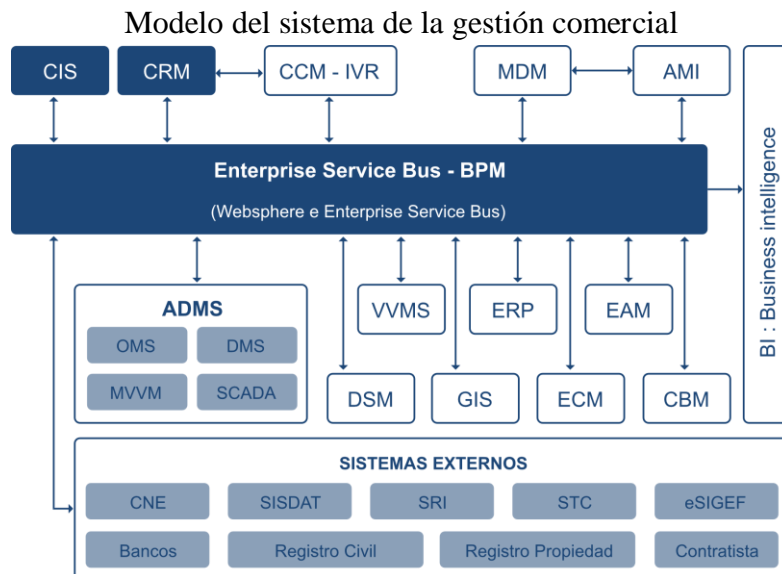 Modelo del sistema de la gestión comercial
CIS
CRM
CCM - IVR
MDM
AMI
Enterprise Service Bus - BPM
(Websphere e Enterprise Service Bus)
BI : Business intelligence
ADMS
OMS
DMS
MVVM
SCADA
VVMS
ERP
EAM
DSM
GIS
ECM
CBM
SISTEMAS EXTERNOS
CNE
SISDAT
SRI
STC
eSIGEF
Bancos
Registro Civil
Registro Propiedad
Contratista